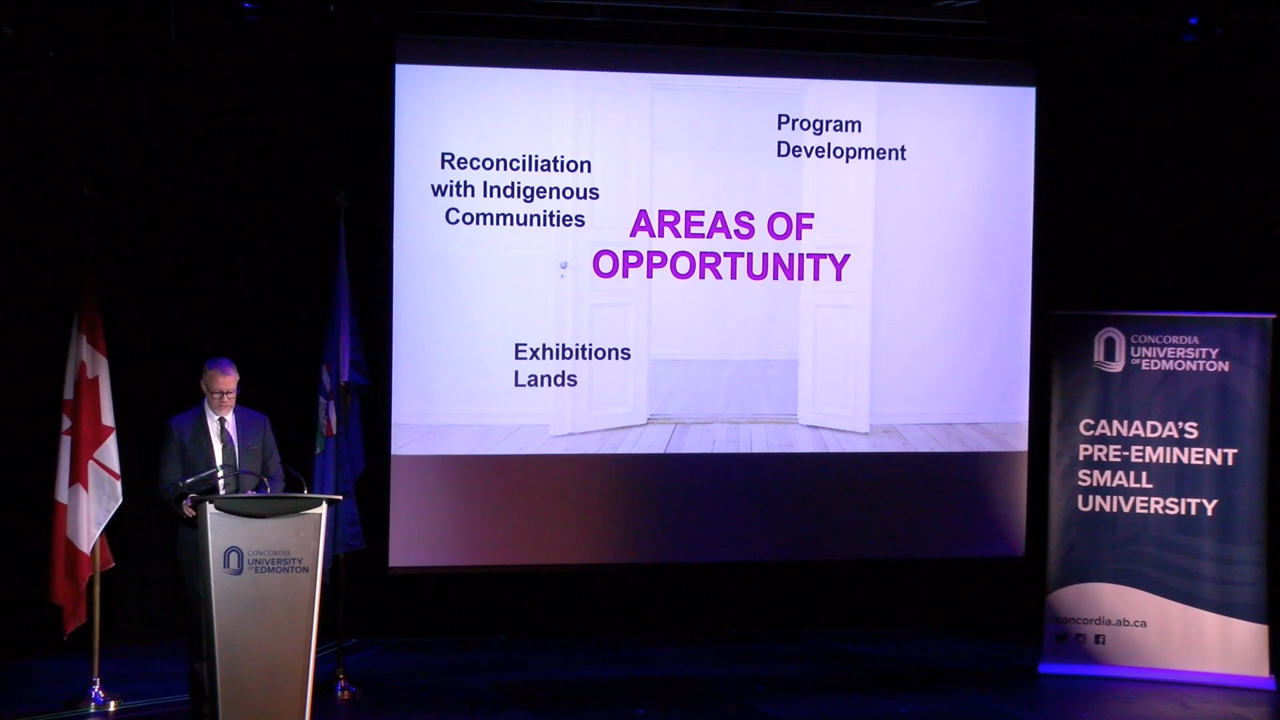 Program
Development
Reconciliation
with Indigenous
Communities
AREAS OF
OPPORTUNITY
Exhibitions
Lands
CONCORDIA
UNIVERSITY
OF EDMONTON
CANADA'S
PRE-EMINENT
SMALL
UNIVERSITY
concordia.ab.ca
CONCORDIA
UNIVERSITY
OF EDMONTON